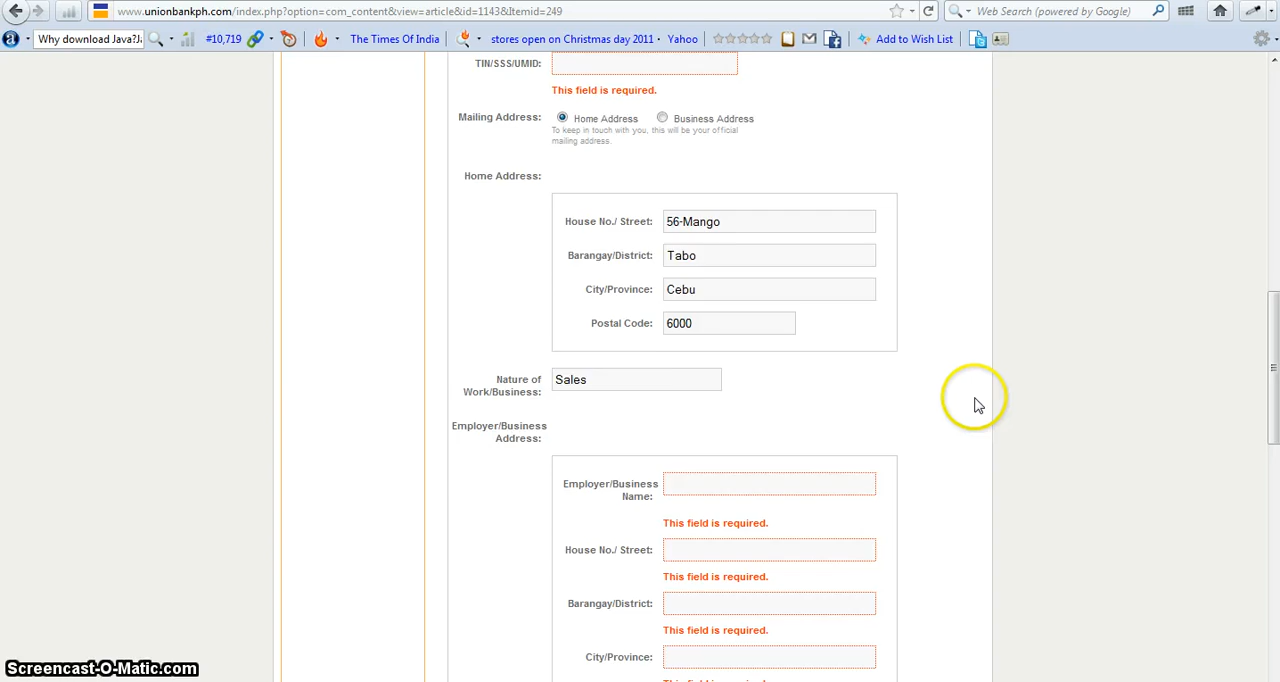 www.unionbankph.com/index.php?option=com_content&view=article&id=1143&Itemid=249
Web Search (powered by Google)
Why download Java?Ja
#10,719
The Times Of India
stores open on Christmas day 2011 · Yahoo
Add to Wish List
TIN/SSS/UMID:
This field is required.
Mailing Address:
Home Address
Business Address
To keep in touch with you, this will be your official
mailing address.
Home Address:
House No./ Street:
56-Mango
Barangay/District:
Tabo
City/Province:
Cebu
Postal Code:
6000
Nature of
Work/Business:
Sales
Employer/Business
Address:
Employer/Business
Name:
This field is required.
House No./ Street:
This field is required.
Barangay/District:
This field is required.
City/Province:
This field is required.
Screencast-O-Matic.com